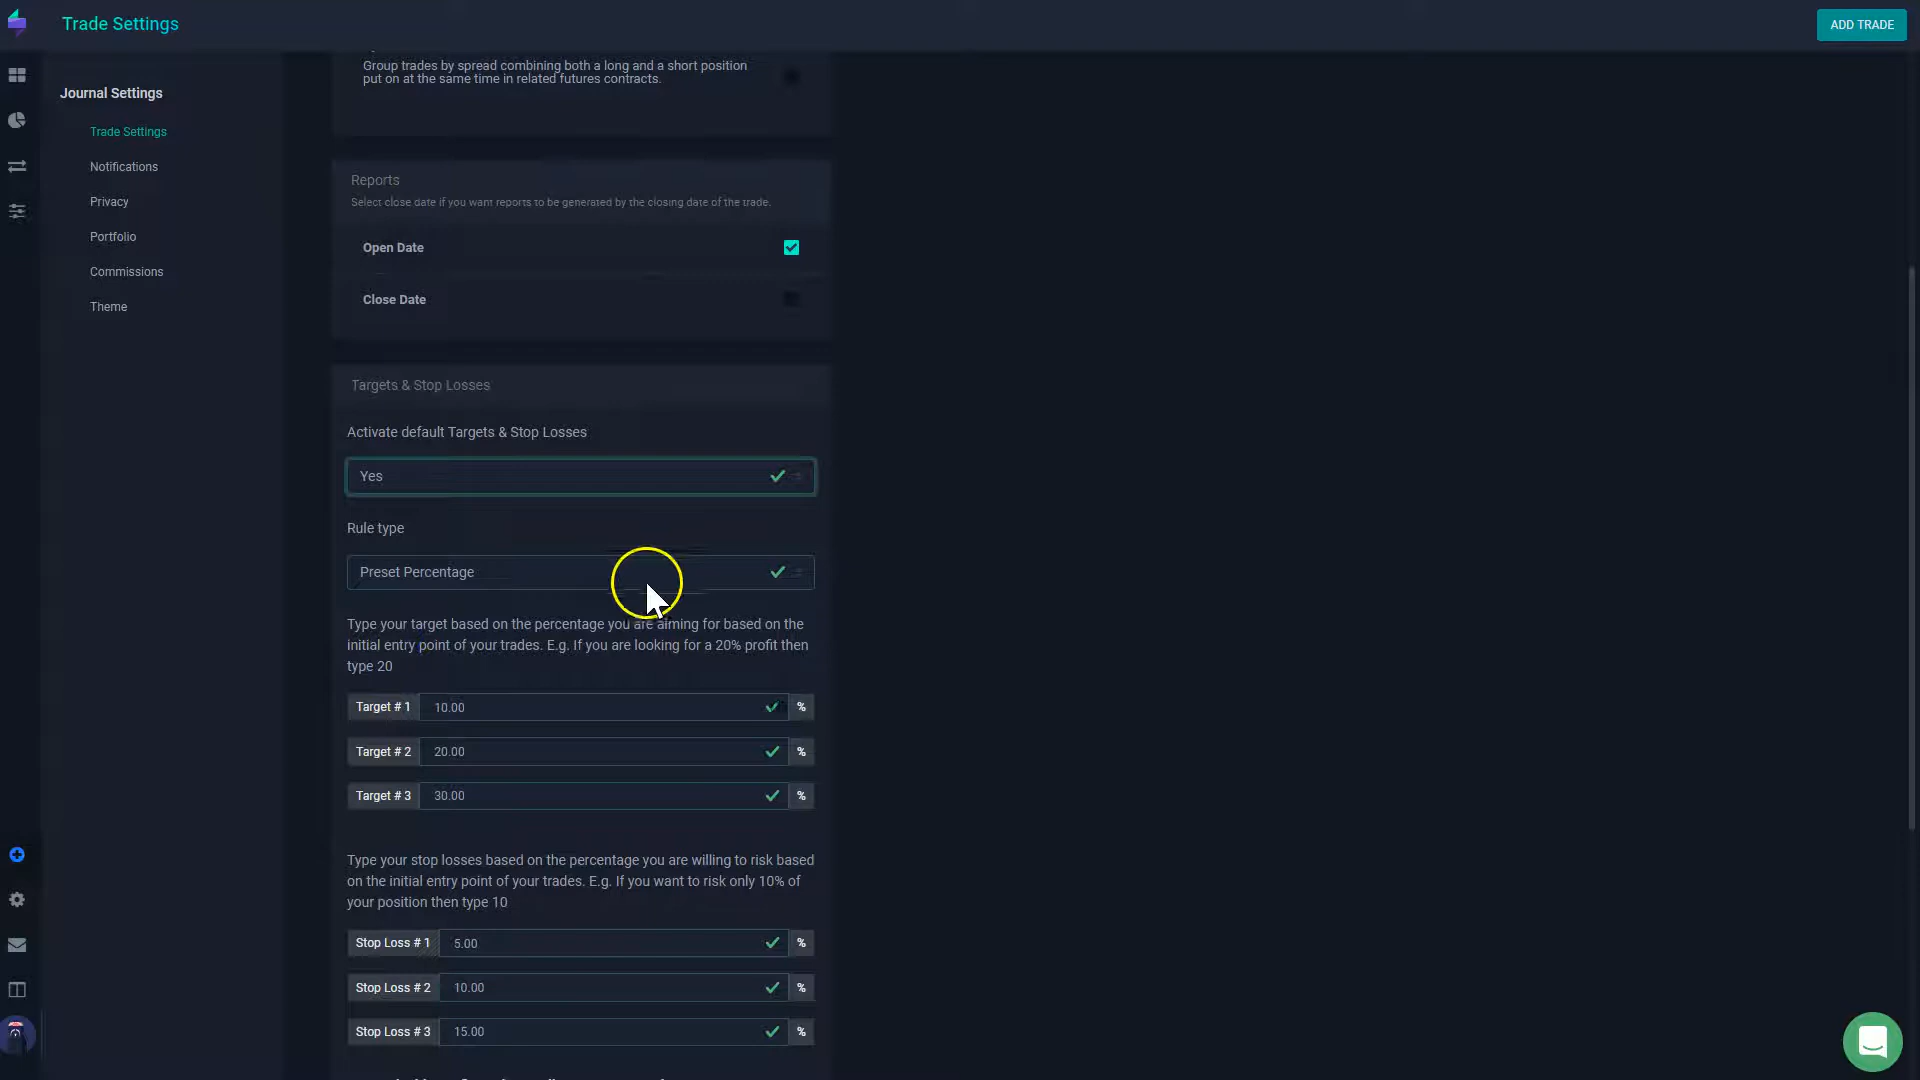 Trade Settings
ADD TRADE
Journal Settings
Trade Settings
Notifications
Privacy
Portfolio
Commissions
Theme
Group trades by spread combining both a long and a short position
put on at the same time in related futures contracts.
Reports
Select close date if you want reports to be generated by the closing date of the trade.
Open Date
Close Date
Targets & Stop Losses
Activate default Targets & Stop Losses
Yes
Rule type
Preset Percentage
Type your target based on the percentage you are aiming for based on the
initial entry point of your trades. E.g. If you are looking for a 20% profit then
type 20
Target # 1 10.00 %
Target # 2 20.00 %
Target # 3 30.00 %
Type your stop losses based on the percentage you are willing to risk based
on the initial entry point of your trades. E.g. If you want to risk only 10% of
your position then type 10
Stop Loss # 1 5.00 %
Stop Loss # 2 10.00 %
Stop Loss # 3 15.00 %